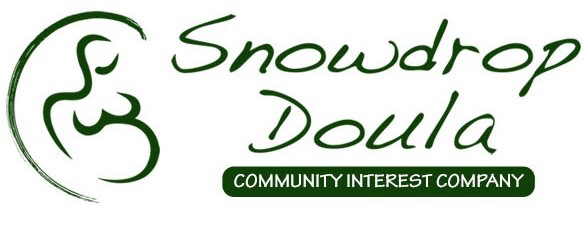 Snowdrop
Doula
COMMUNITY INTEREST COMPANY